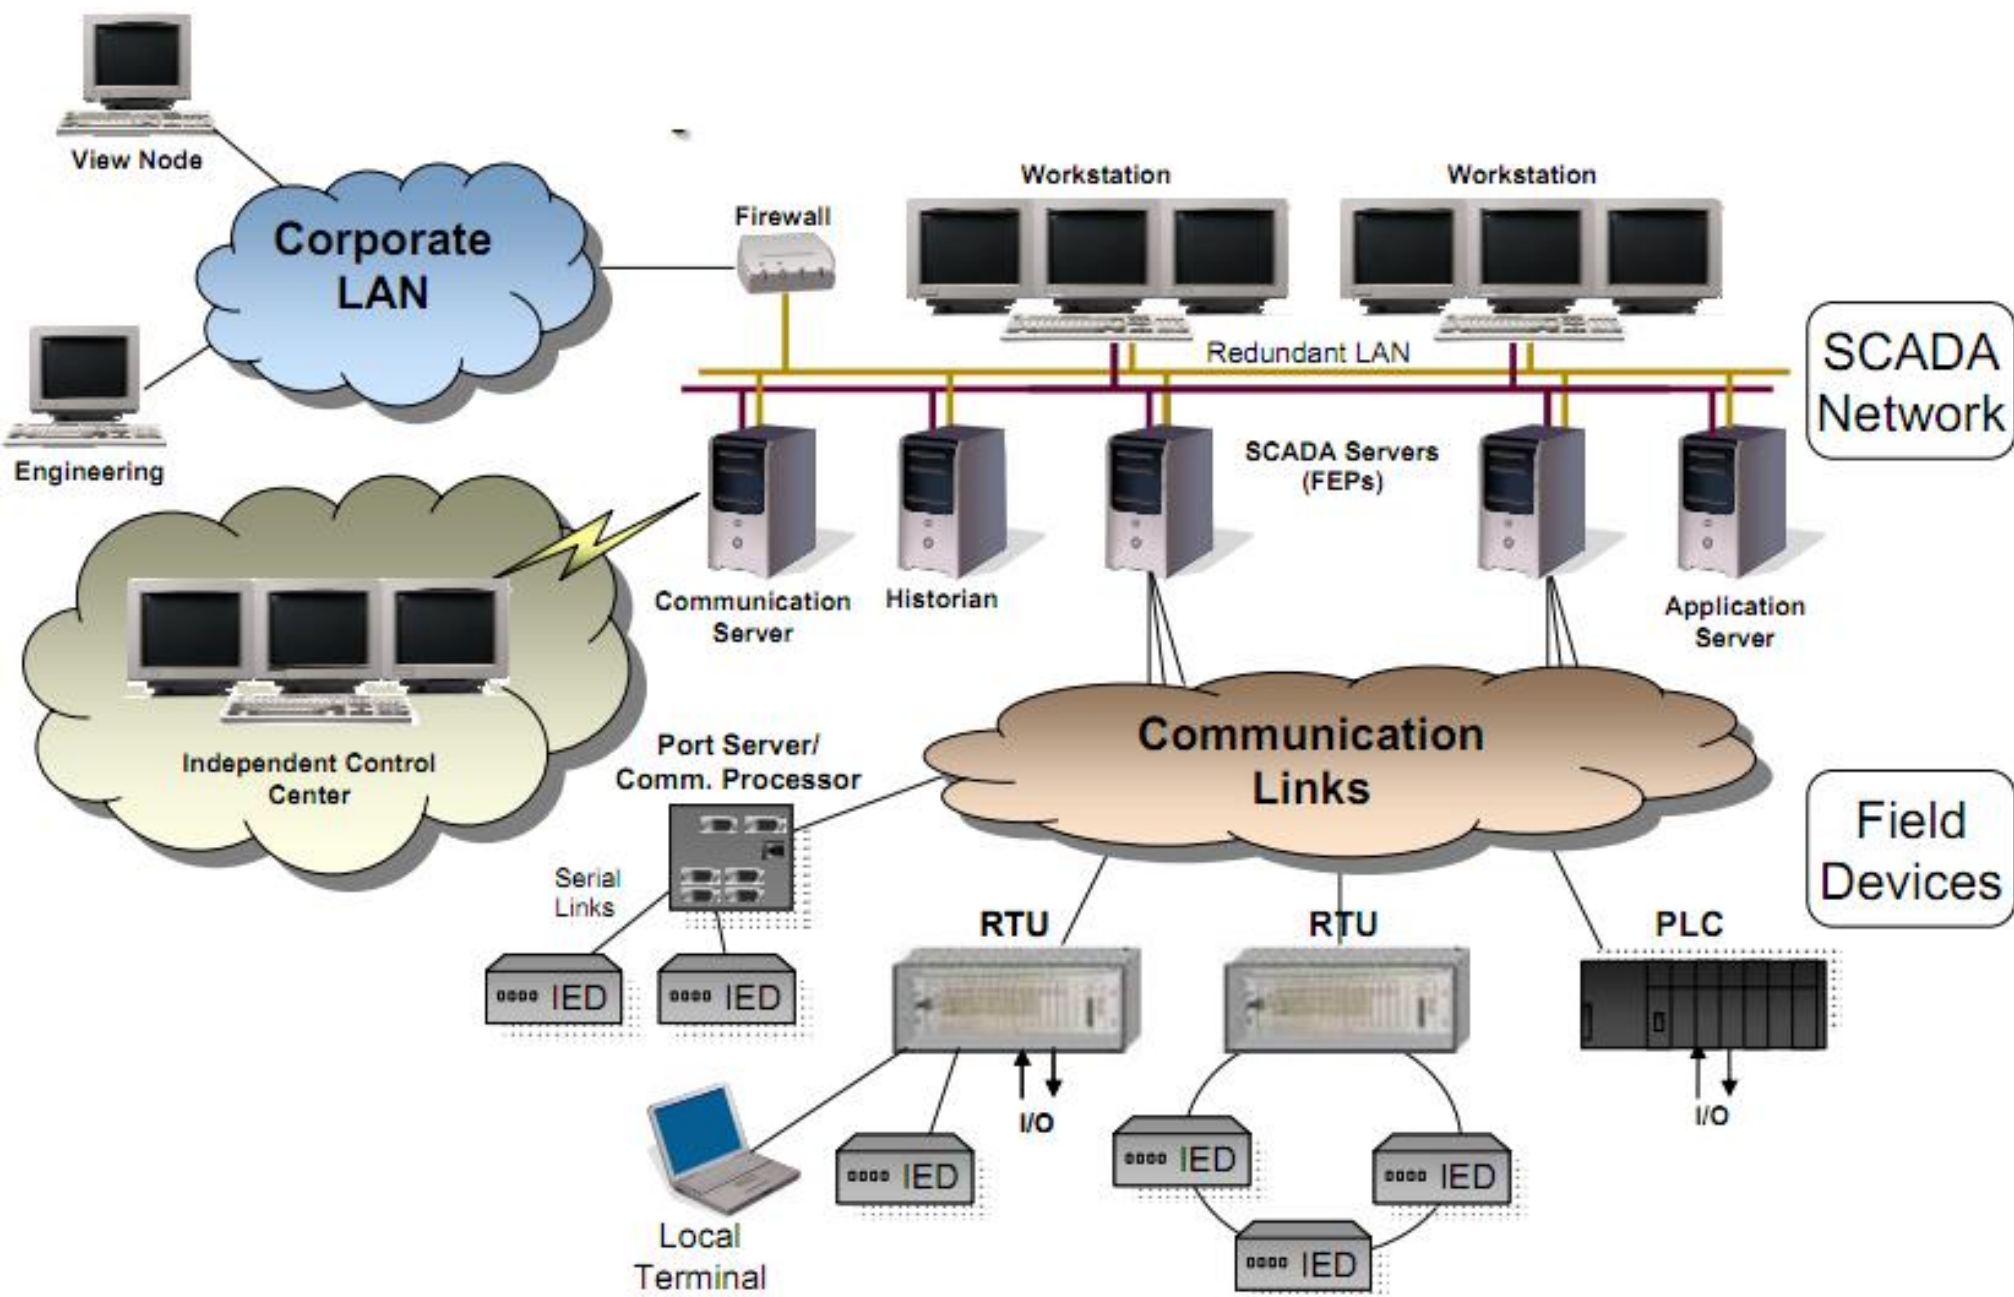 View Node
Corporate
LAN
Engineering
Firewall
Workstation
Workstation
Redundant LAN
SCADA
Network
SCADA Servers
(FEPs)
Communication
Server
Historian
Application
Server
Independent Control
Center
Communication
Links
Port Server/
Comm. Processor
Serial
Links
Field
Devices
RTU
RTU
PLC
IED
IED
I/O
I/O
IED
IED
IED
IED
Local
Terminal